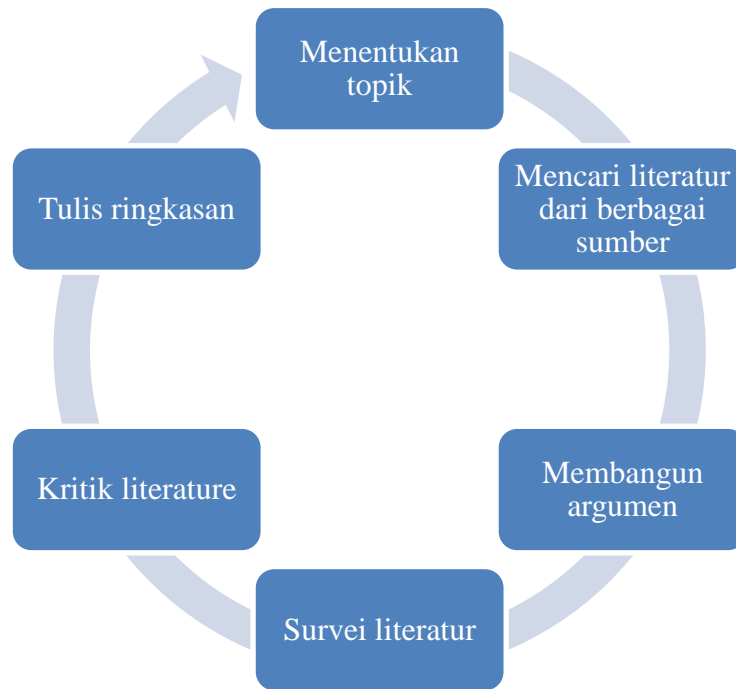 Menentukan
topik
Mencari literatur
dari berbagai
sumber
Membangun
argumen
Survei literatur
Kritik literature
Tulis ringkasan